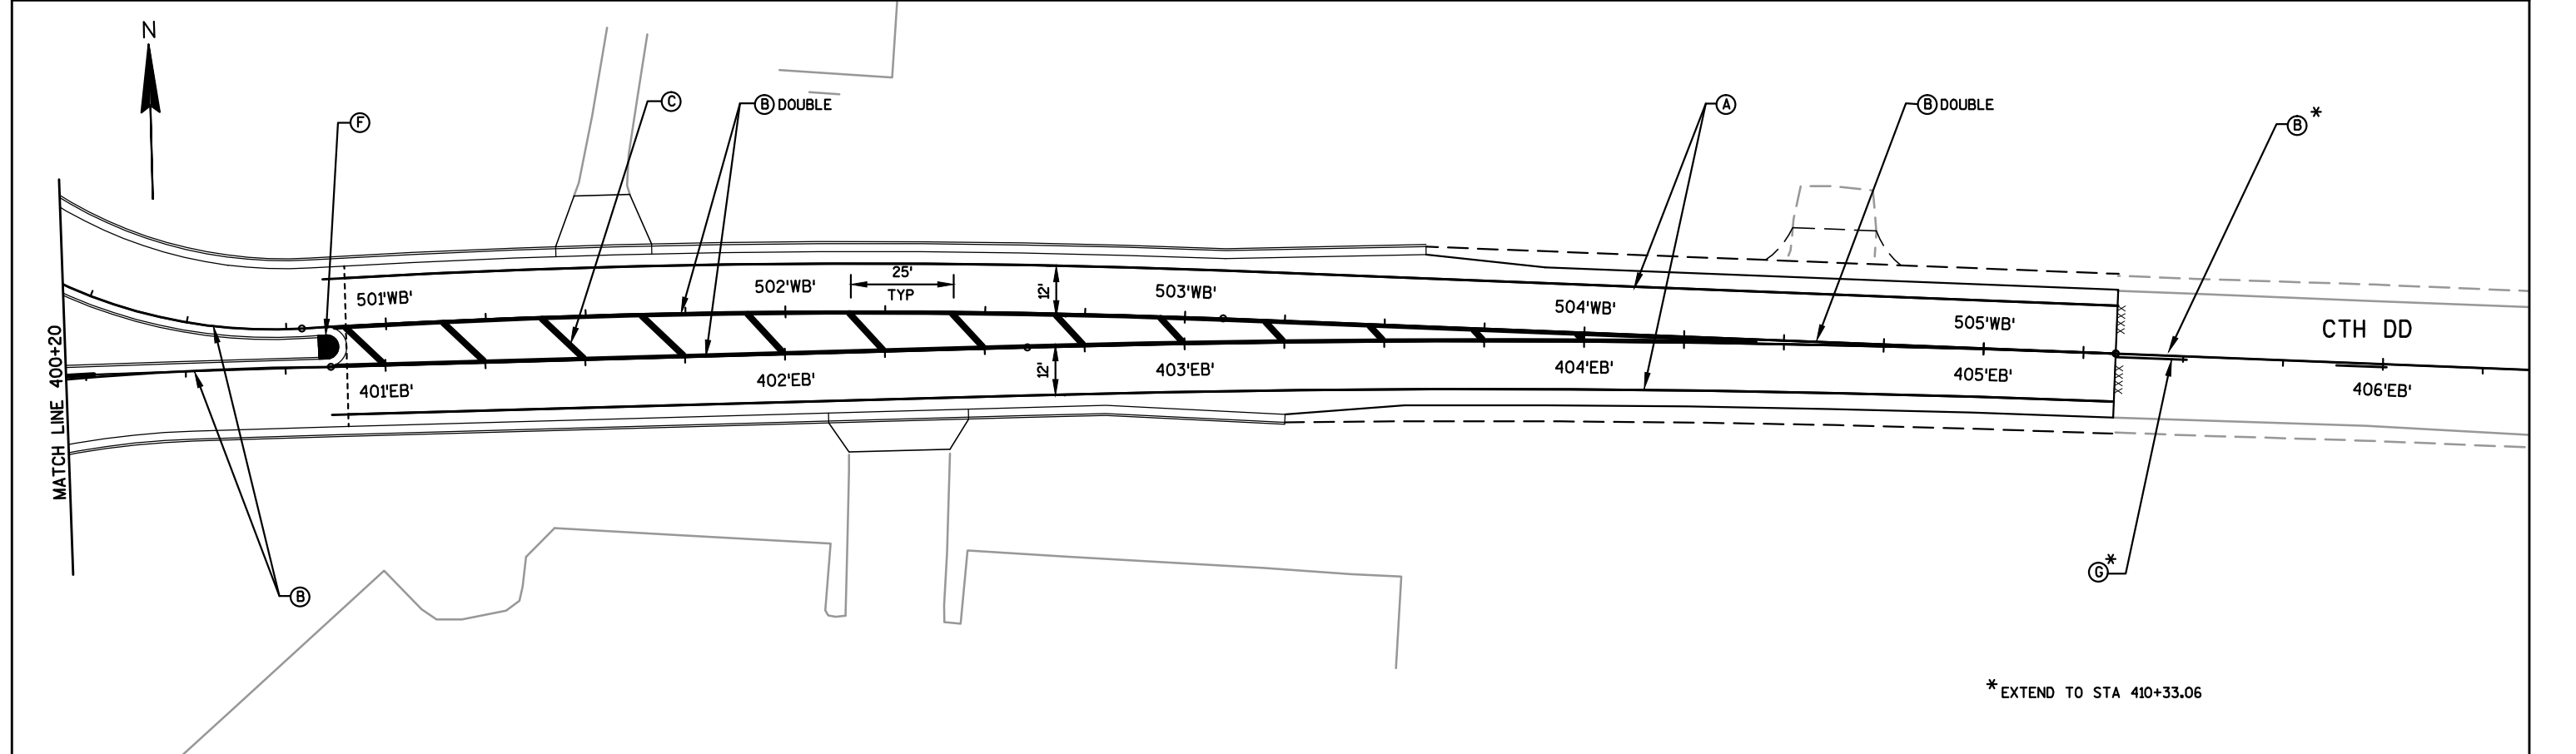 N
F
C
B DOUBLE
A
B DOUBLE
B *
501'WB'
502'WB'
25'
TYP
12'
503'WB'
504'WB'
505'WB'
CTH DD
MATCH LINE 400+20
401'EB'
402'EB'
12'
403'EB'
404'EB'
405'EB'
406'EB'
B
G *
* EXTEND TO STA 410+33.06